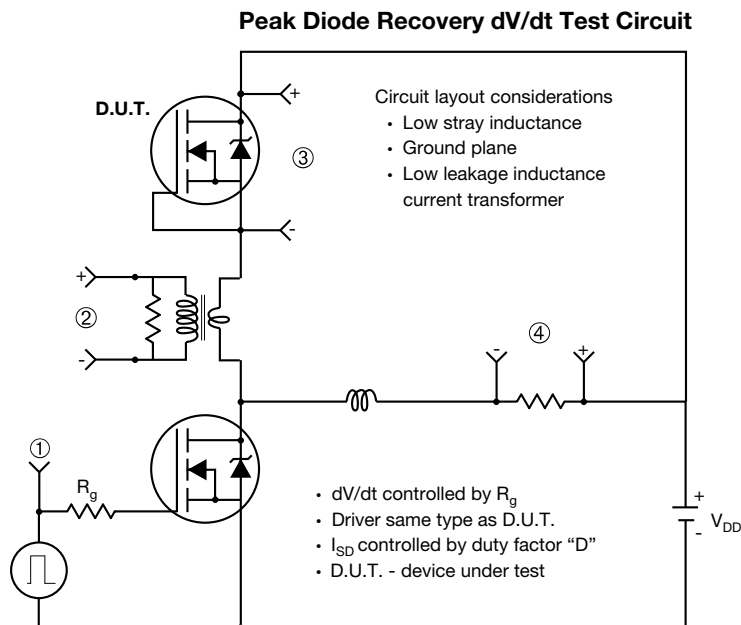 Peak Diode Recovery dV/dt Test Circuit
D.U.T.
+
③
-
Circuit layout considerations
• Low stray inductance
• Ground plane
• Low leakage inductance
current transformer
+
②
-
-
④
+
①
Rg
• dV/dt controlled by Rg
• Driver same type as D.U.T.
• ISD controlled by duty factor “D”
• D.U.T. - device under test
+
-
VDD